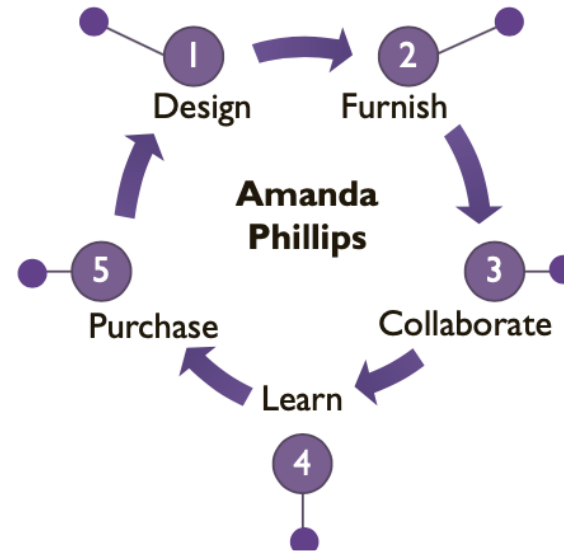 1
Design
2
Furnish
Amanda
Phillips
3
Collaborate
Learn
4
5
Purchase